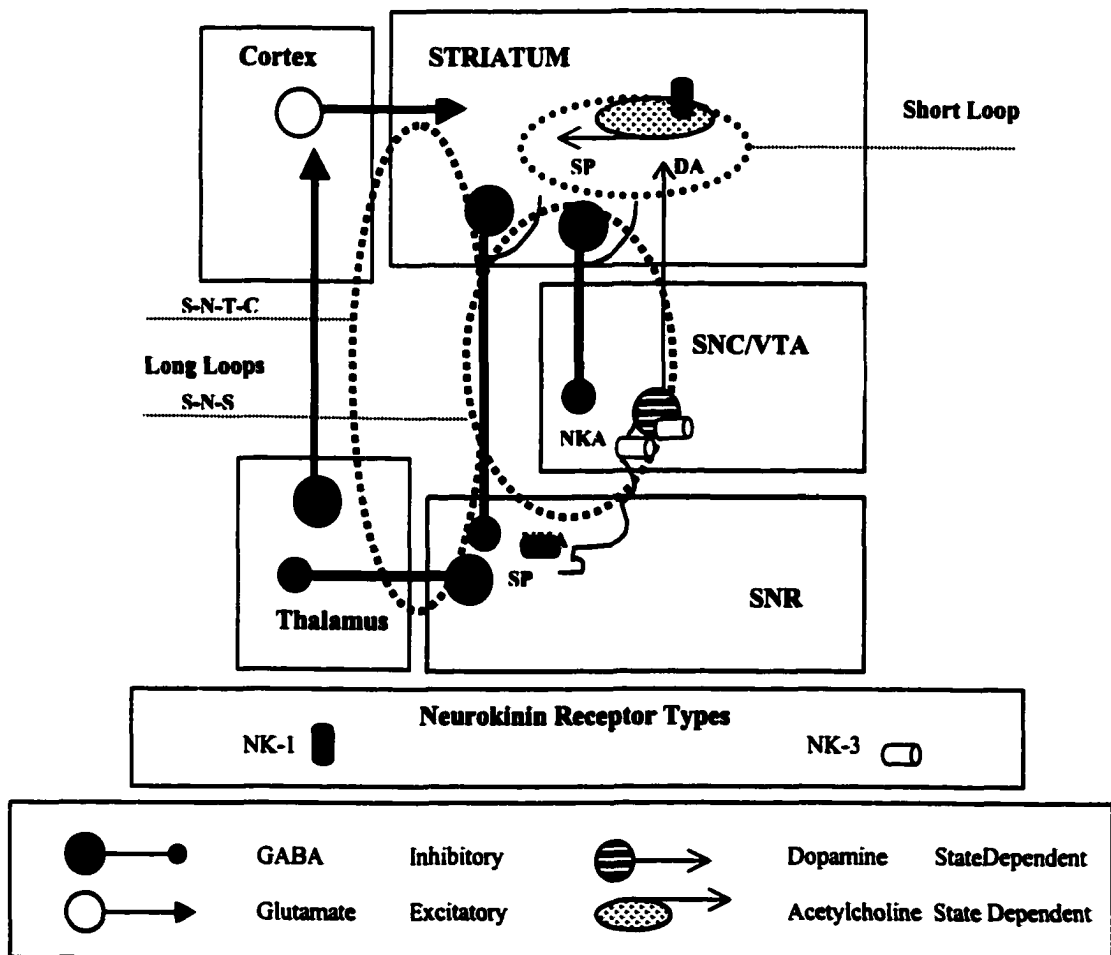 Cortex
STRIATUM
Short Loop
SP
DA
S-N-T-C
SNC/VTA
Long Loops
S-N-S
NKA
SP
SNR
Thalamus
Neurokinin Receptor Types
NK-1
NK-3
GABA Inhibitory
Dopamine StateDependent
Glutamate Excitatory
Acetylcholine State Dependent